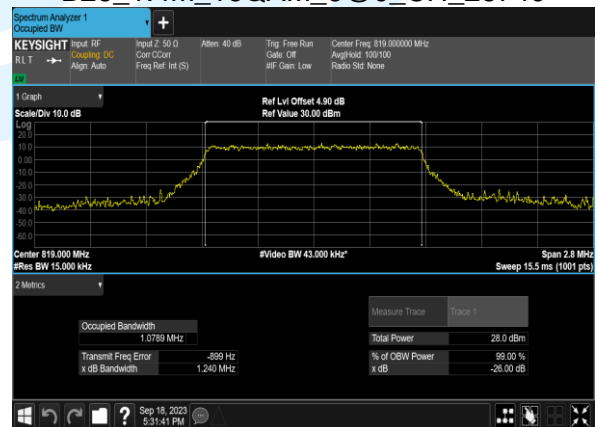 Spectrum Analyzer 1
Occupied BW
+
KEYSIGHT Input: RF Input Z: 50 Ω Atten: 40 dB Trig: Free Run Center Freq: 819.000000 MHz
RLT Coupling: DC Corr CCorr Gate: Off Avg|Hold: 100/100
Align: Auto Freq Ref: Int (S) #IF Gain: Low Radio Std: None
1 Graph
Ref Lvl Offset 4.90 dB
Scale/Div 10.0 dB Ref Value 30.00 dBm
Log
20.0
10.0
0.00
-10.0
-20.0
-30.0
-40.0
-50.0
-60.0
Center 819.000 MHz #Video BW 43.000 kHz* Span 2.8 MHz
#Res BW 15.000 kHz Sweep 15.5 ms (1001 pts)
2 Metrics
Measure Trace Trace 1
Occupied Bandwidth
1.0789 MHz Total Power 28.0 dBm
Transmit Freq Error -899 Hz % of OBW Power 99.00 %
x dB Bandwidth 1.240 MHz x dB -26.00 dB
?
Sep 18, 2023
5:31:41 PM